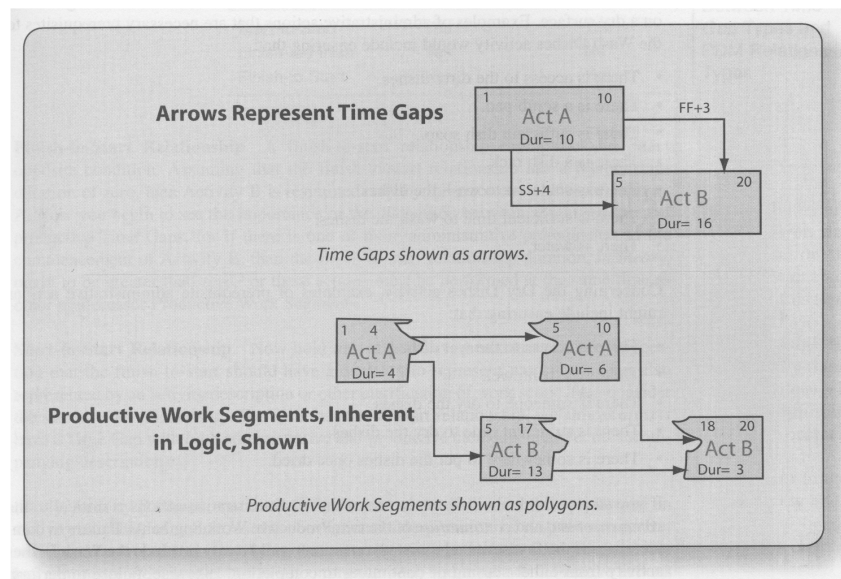 Arrows Represent Time Gaps
1 10
Act A
Dur= 10
FF+3
SS+4
5 20
Act B
Dur= 16
Time Gaps shown as arrows.
1 4
Act A
Dur= 4
5 10
Act A
Dur= 6
Productive Work Segments, Inherent
in logic, Shown
5 17
Act B
Dur= 13
18 20
Act B
Dur= 3
Productive Work Segments shown as polygons.